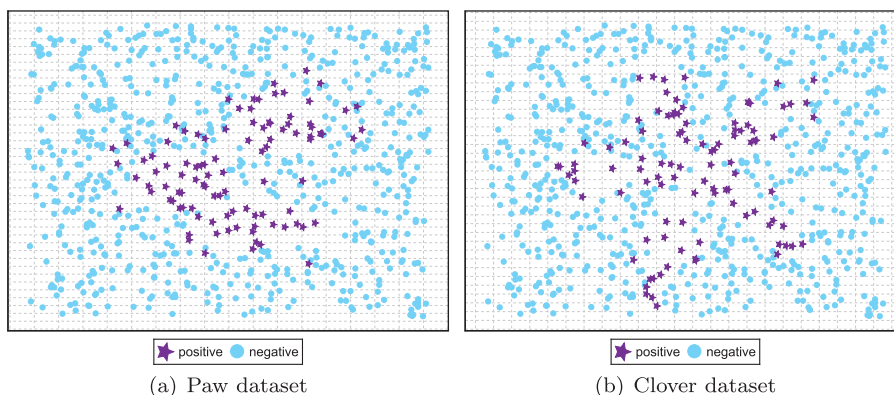 positive negative
(a) Paw dataset
positive negative
(b) Clover dataset